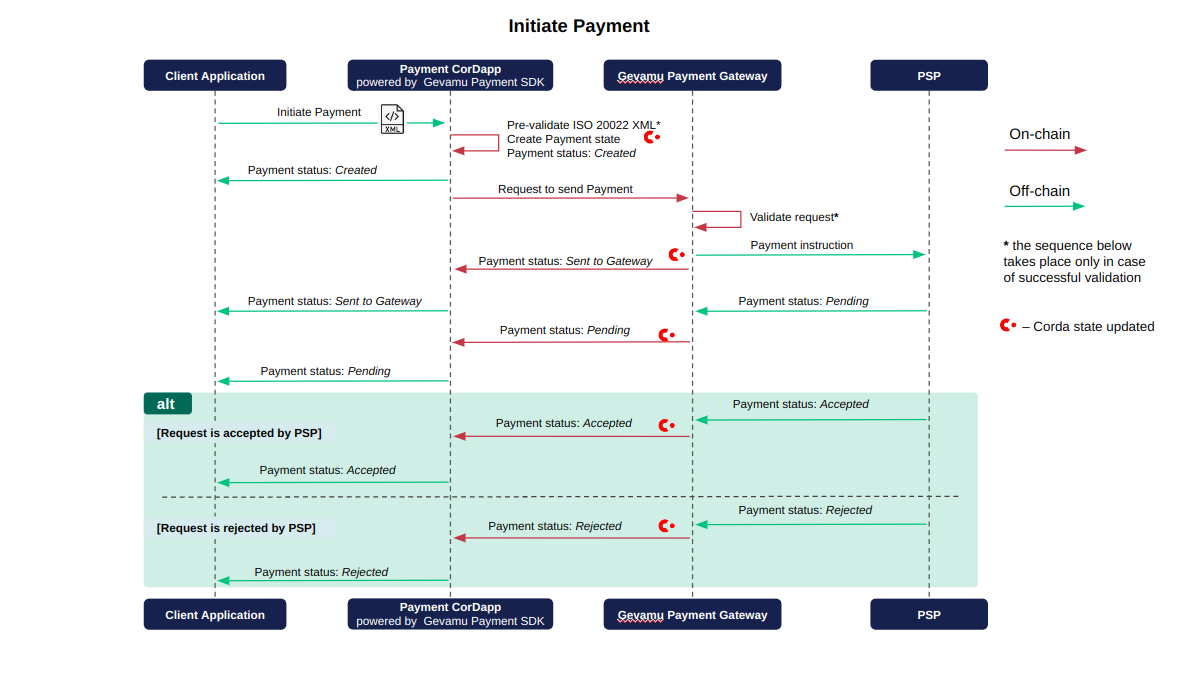 Initiate Payment
Client Application
Payment CorDapp
powered by Gevamu Payment SDK
Gevamu Payment Gateway
PSP
Initiate Payment
XML
Pre-validate ISO 20022 XML*
Create Payment state
Payment status: Created
On-chain
Payment status: Created
Request to send Payment
Off-chain
Validate request*
Payment instruction
* the sequence below
takes place only in case
of successful validation
Payment status: Sent to Gateway
Payment status: Sent to Gateway
Payment status: Pending
– Corda state updated
Payment status: Pending
Payment status: Pending
alt
Payment status: Accepted
Payment status: Accepted
[Request is accepted by PSP]
Payment status: Accepted
Payment status: Rejected
[Request is rejected by PSP]
Payment status: Rejected
Payment status: Rejected
Client Application
Payment CorDapp
powered by Gevamu Payment SDK
Gevamu Payment Gateway
PSP